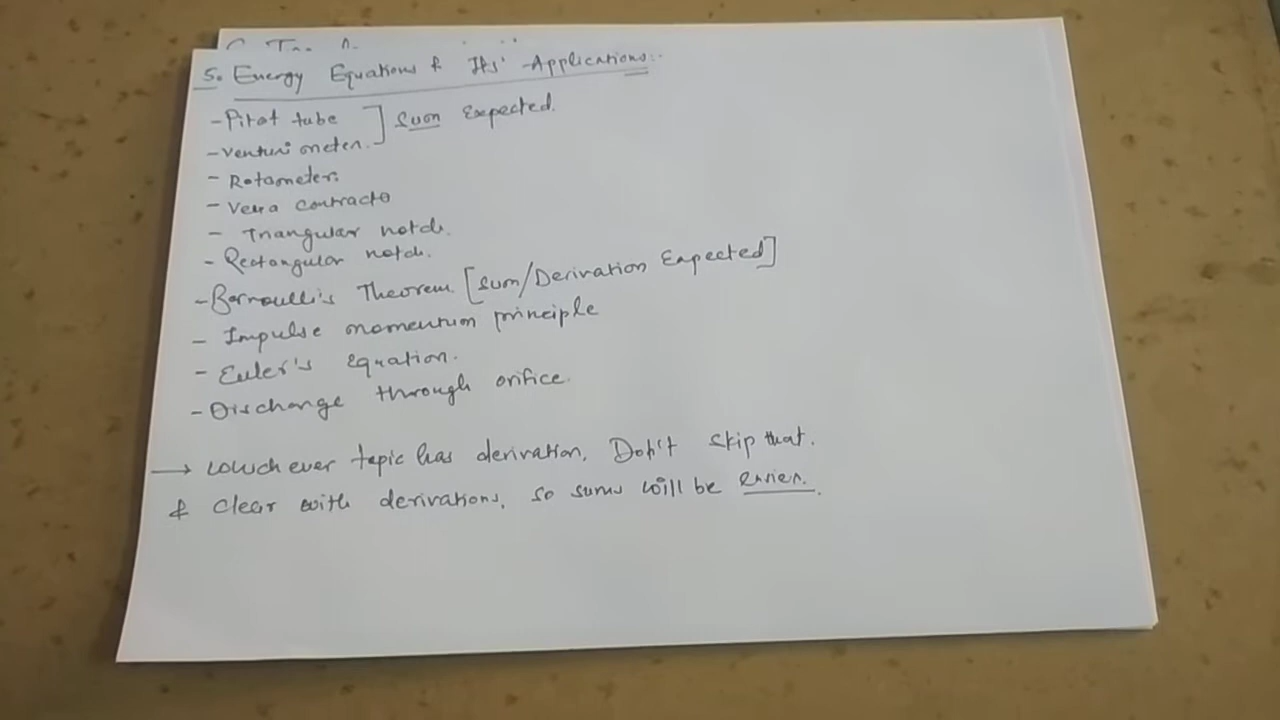 5. Energy Equations & Its' Applications:-
- Pitot tube ] Sum Expected.
- Venturi meter.
- Rotameter:
- Vena contracta
- Triangular notch.
- Rectangular notch.
- Bernoulli's Theorem [Sum/Derivation Expected]
- Impulse momentum principle
- Euler's equation.
- Discharge through orifice.
→ Whichever topic has derivation, Don't skip that.
& clear with derivations, so sums will be easier.